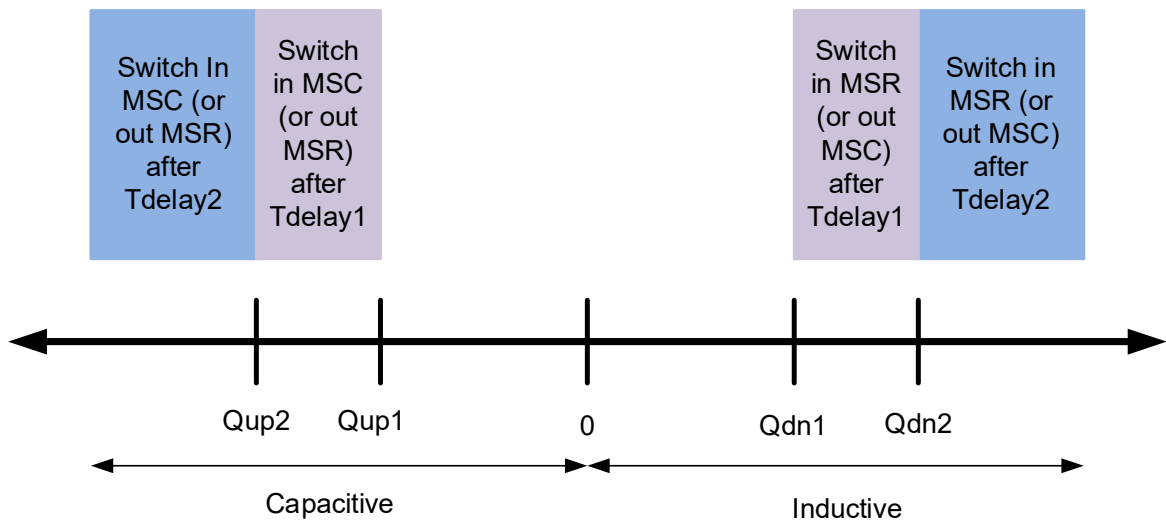 Switch In
MSC (or
out MSR)
after
Tdelay2
Switch
in MSC
(or out
MSR)
after
Tdelay1
Switch
in MSR
(or out
MSC)
after
Tdelay1
Switch in
MSR (or
out MSC)
after
Tdelay2
Qup2
Qup1
0
Qdn1
Qdn2
Capacitive
Inductive